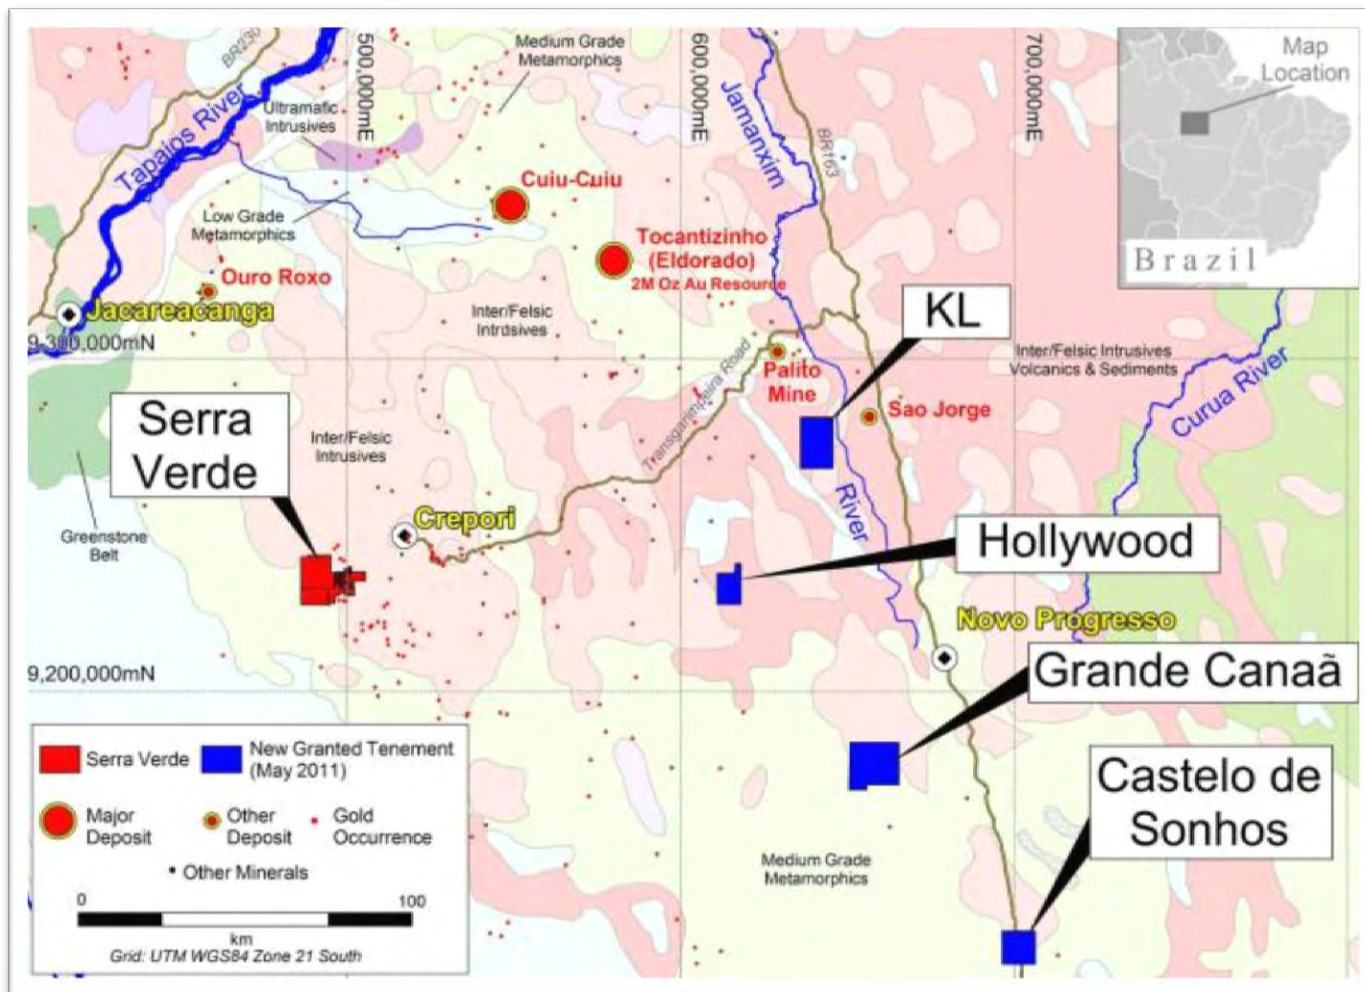 BR230
500,000mE
Medium Grade
Metamorphics
600,000mE
700,000mE
Map
Location
Brazil
Tapajos River
Ultramafic
Intrusives
Jamanxim
BR163
Cuiu-Cuiu
Low Grade
Metamorphics
Tocantizinho
(Eldorado)
2M Oz Au Resource
Ouro Roxo
Jacareacanga
Inter/Felsic
Intrusives
KL
9,300,000mN
Inter/Felsic Intrusives
Volcanics & Sediments
Curua River
Palito
Mine
Transgarimpeira Road
Sao Jorge
Serra
Verde
Inter/Felsic
Intrusives
River
Crepori
Greenstone
Belt
Hollywood
Novo Progresso
Grande Canaã
9,200,000mN
Castelo de
Sonhos
Medium Grade
Metamorphics
Serra Verde
New Granted Tenement
(May 2011)
Major
Deposit
Other
Deposit
Gold
Occurrence
Other Minerals
0
100
km
Grid: UTM WGS84 Zone 21 South